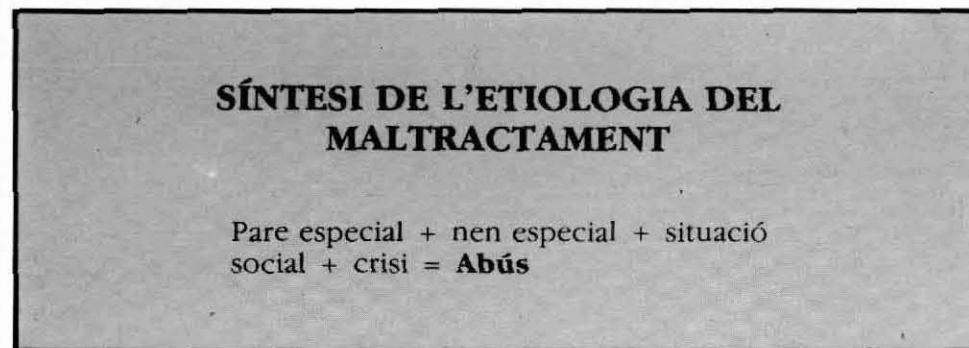 SÍNTESI DE L'ETIOLOGIA DEL
MALTRACTAMENT
Pare especial + nen especial + situació
social + crisi = Abús